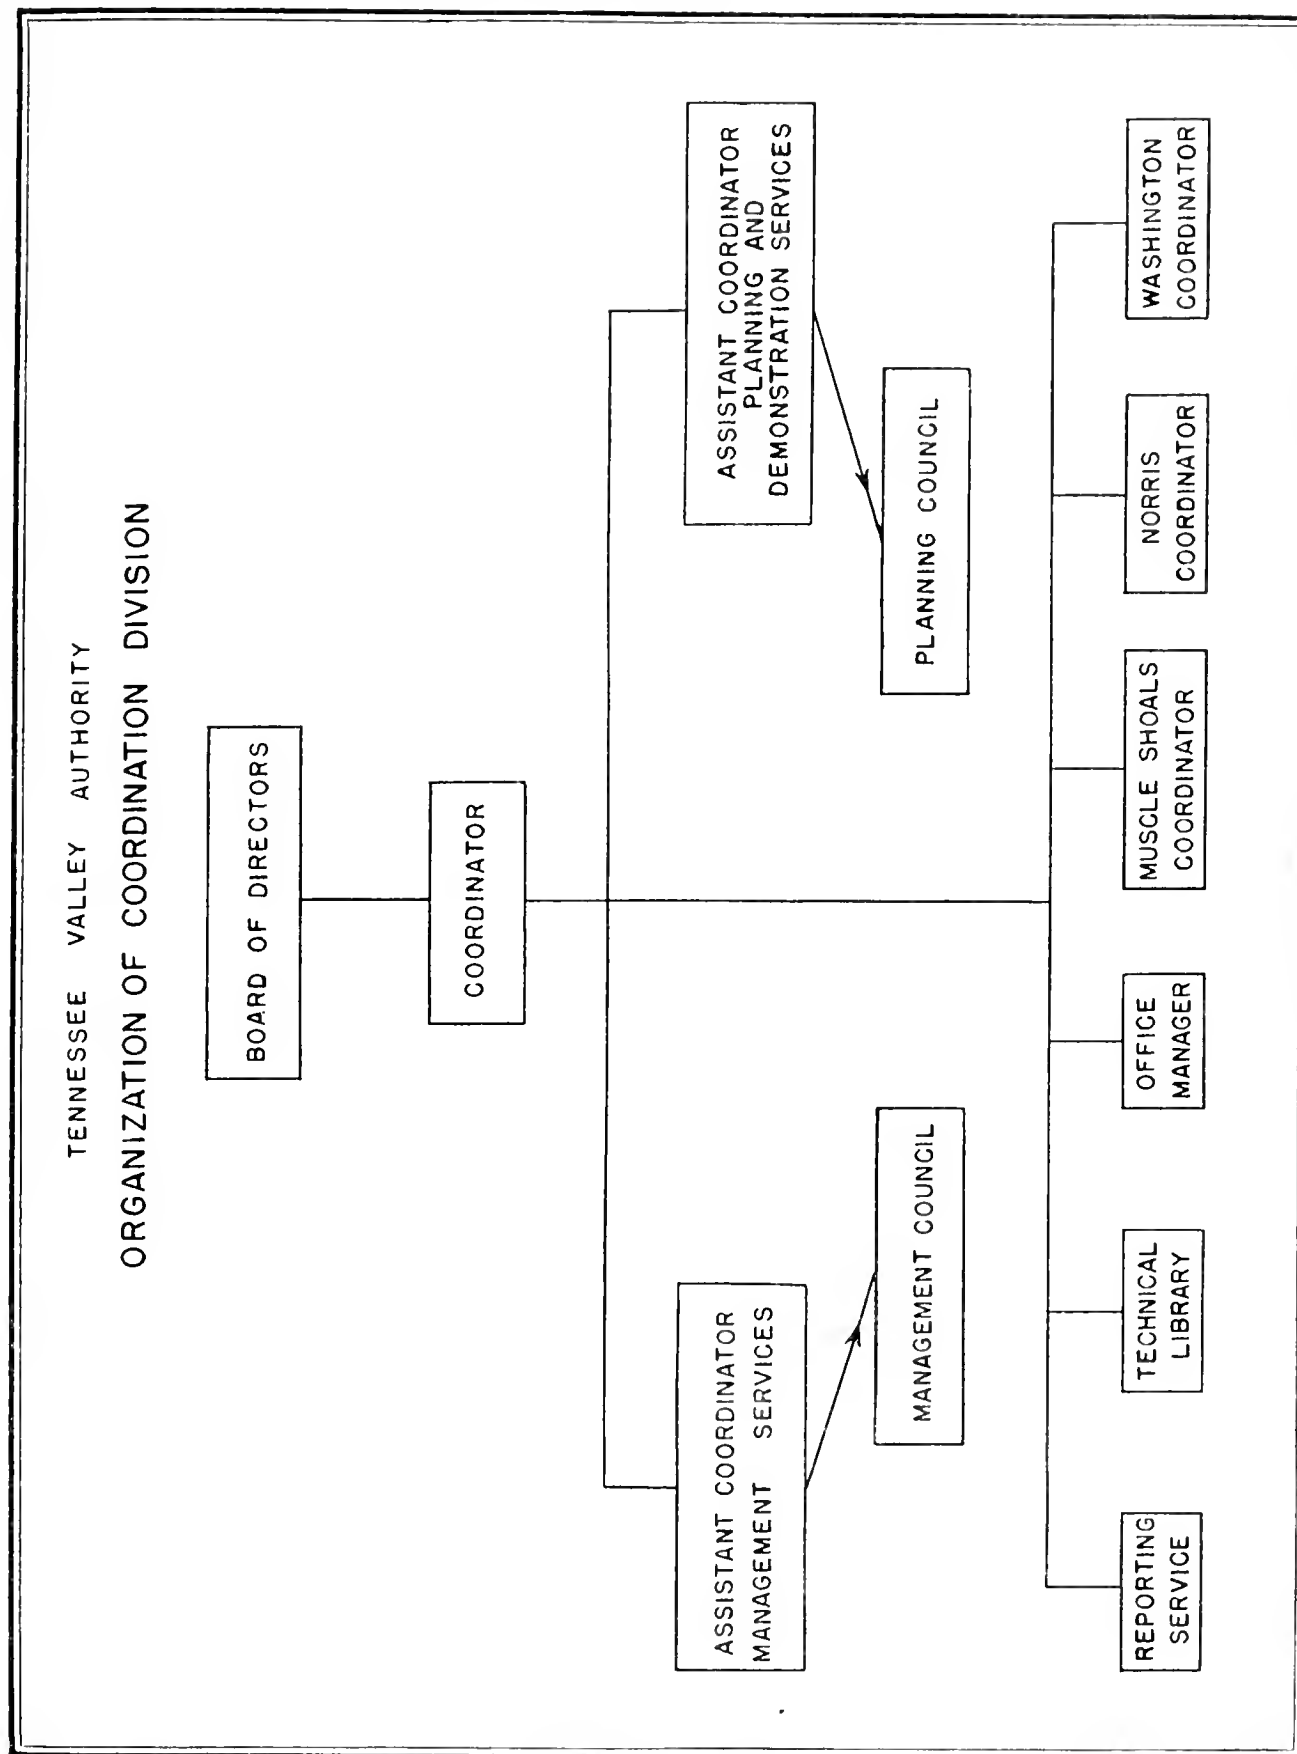 TENNESSEE VALLEY AUTHORITY
ORGANIZATION OF COORDINATION DIVISION
BOARD OF DIRECTORS
COORDINATOR
ASSISTANT COORDINATOR
MANAGEMENT SERVICES
ASSISTANT COORDINATOR
PLANNING AND
DEMONSTRATION SERVICES
MANAGEMENT COUNCIL
PLANNING COUNCIL
REPORTING
SERVICE
TECHNICAL
LIBRARY
OFFICE
MANAGER
MUSCLE SHOALS
COORDINATOR
NORRIS
COORDINATOR
WASHINGTON
COORDINATOR